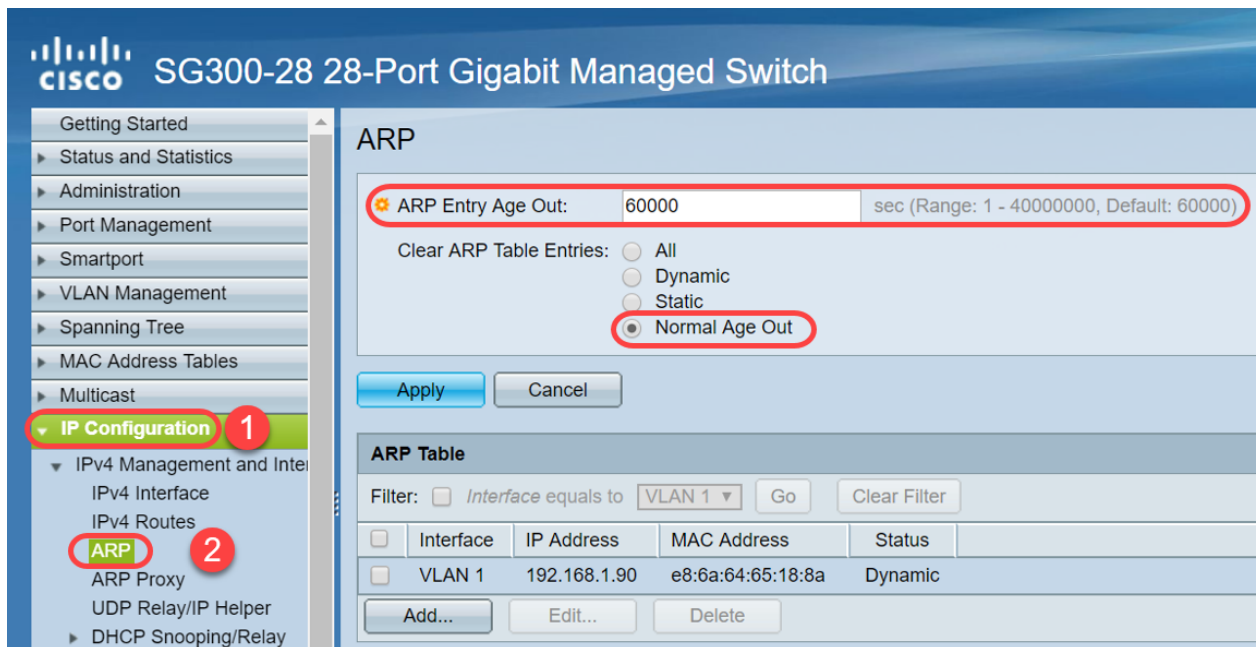 CISCO SG300-28 28-Port Gigabit Managed Switch
Getting Started
Status and Statistics
Administration
Port Management
Smartport
VLAN Management
Spanning Tree
MAC Address Tables
Multicast
IP Configuration 1
IPv4 Management and Inter
IPv4 Interface
IPv4 Routes
ARP 2
ARP Proxy
UDP Relay/IP Helper
DHCP Snooping/Relay
ARP
ARP Entry Age Out: 60000 sec (Range: 1 - 40000000, Default: 60000)
Clear ARP Table Entries: All
Dynamic
Static
Normal Age Out
Apply Cancel
ARP Table
Filter: Interface equals to VLAN 1 Go Clear Filter
Interface IP Address MAC Address Status
VLAN 1 192.168.1.90 e8:6a:64:65:18:8a Dynamic
Add... Edit... Delete